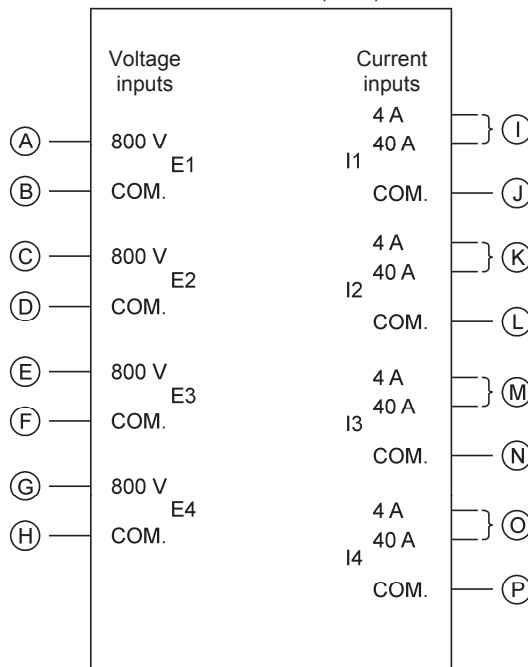 Voltage inputs
Current inputs
4 A
I
A
800 V
40 A
E1
I1
B
COM.
COM.
J
4 A
K
C
800 V
40 A
E2
I2
D
COM.
COM.
L
E
800 V
4 A
M
E3
40 A
F
COM.
I3
COM.
N
G
800 V
E4
4 A
O
H
COM.
40 A
I4
COM.
P